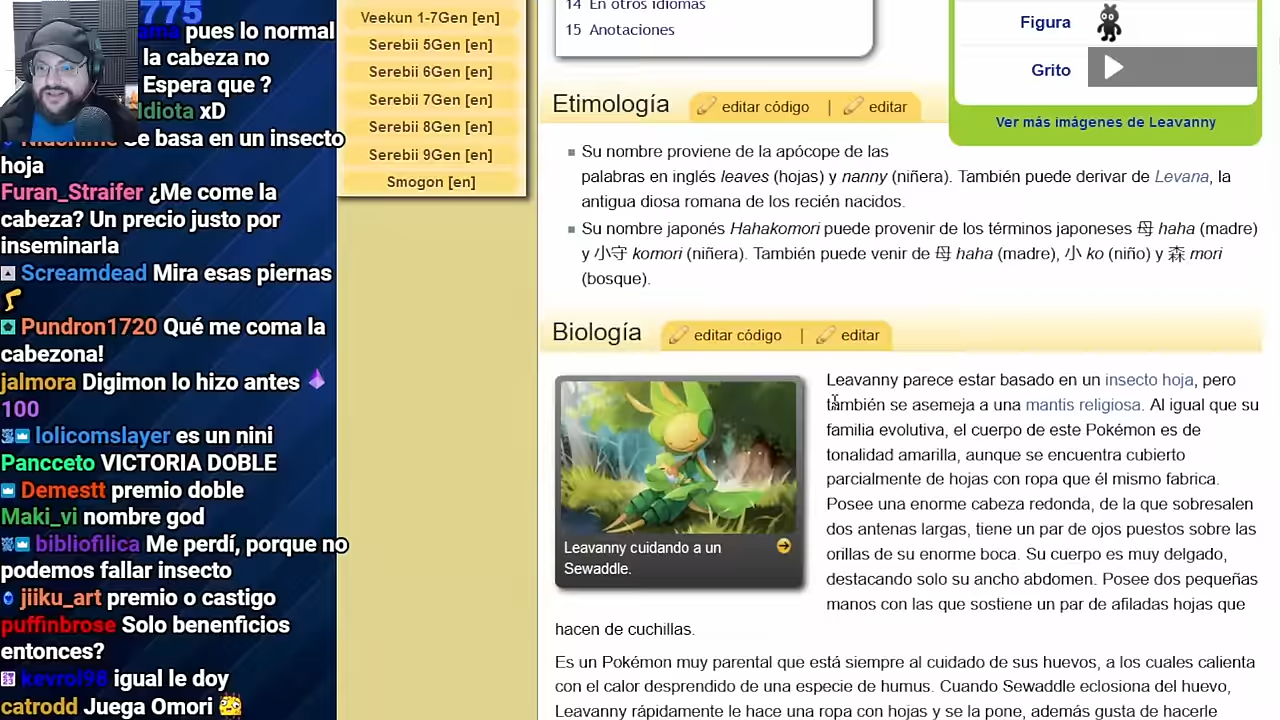 775
pues lo normal
la cabeza no
Espera que ?
Idiota xD
Se basa en un insecto
hoja
Furan_Straifer ¿Me come la
cabeza? Un precio justo por
inseminarla
Screamdead Mira esas piernas
Pundron1720 Qué me coma la
cabezona!
jalmora Digimon lo hizo antes
100
lolicomslayer es un nini
Pancceto VICTORIA DOBLE
Demestt premio doble
Maki_vi nombre god
bibliofilica Me perdí, porque no
podemos fallar insecto
jiiku_art premio o castigo
puffinbrose Solo benenficios
entonces?
kevrol98 igual le doy
catrodd Juega Omori
Veekun 1-7Gen [en]
Serebii 5Gen [en]
Serebii 6Gen [en]
Serebii 7Gen [en]
Serebii 8Gen [en]
Serebii 9Gen [en]
Smogon [en]
14 En otros idiomas
15 Anotaciones
Figura
Grito
Ver más imágenes de Leavanny
Etimología editar código | editar
Su nombre proviene de la apócope de las
palabras en inglés leaves (hojas) y nanny (niñera). También puede derivar de Levana, la
antigua diosa romana de los recién nacidos.
Su nombre japonés Hahakomori puede provenir de los términos japoneses 母 haha (madre)
y 小守 komori (niñera). También puede venir de 母 haha (madre), 小 ko (niño) y 森 mori
(bosque).
Biología editar código | editar
Leavanny cuidando a un
Sewaddle.
Leavanny parece estar basado en un insecto hoja, pero
también se asemeja a una mantis religiosa. Al igual que su
familia evolutiva, el cuerpo de este Pokémon es de
tonalidad amarilla, aunque se encuentra cubierto
parcialmente de hojas con ropa que él mismo fabrica.
Posee una enorme cabeza redonda, de la que sobresalen
dos antenas largas, tiene un par de ojos puestos sobre las
orillas de su enorme boca. Su cuerpo es muy delgado,
destacando solo su ancho abdomen. Posee dos pequeñas
manos con las que sostiene un par de afiladas hojas que
hacen de cuchillas.
Es un Pokémon muy parental que está siempre al cuidado de sus huevos, a los cuales calienta
con el calor desprendido de una especie de humus. Cuando Sewaddle eclosiona del huevo,
Leavanny rápidamente le hace una ropa con hojas y se la pone, además gusta de hacerle